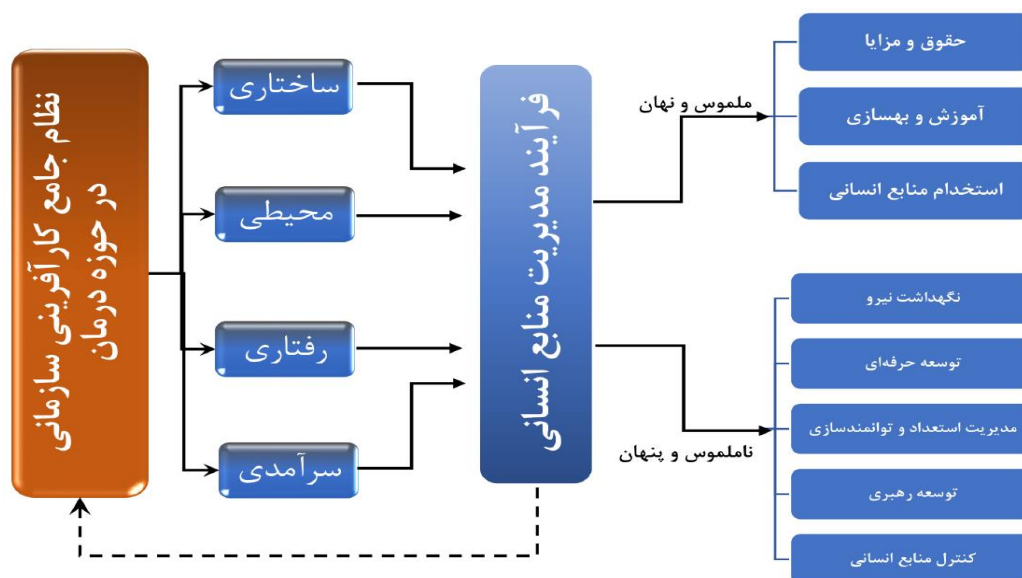 نظام جامع کارآفرینی سازمانی
در حوزه درمان
ساختاری
محیطی
رفتاری
سرآمدی
فرآیند مدیریت منابع انسانی
ملموس و نهان
حقوق و مزایا
آموزش و بهسازی
استخدام منابع انسانی
ناملموس و پنهان
نگهداشت نیرو
توسعه حرفه‌ای
مدیریت استعداد و توانمندسازی
توسعه رهبری
کنترل منابع انسانی